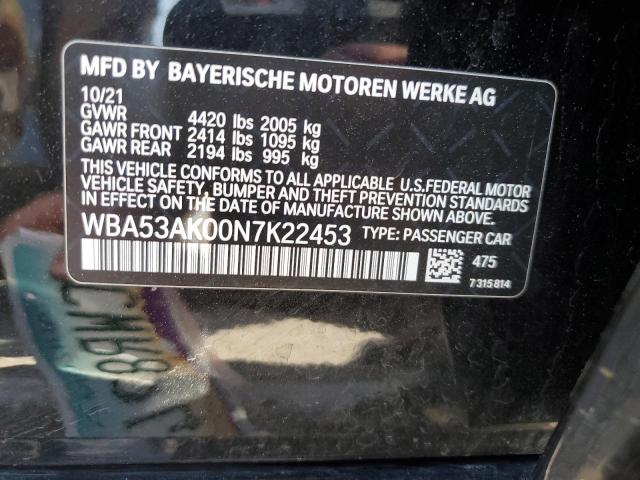 MFD BY BAYERISCHE MOTOREN WERKE AG
10/21
GVWR 4420 lbs 2005 kg
GAWR FRONT 2414 lbs 1095 kg
GAWR REAR 2194 lbs 995 kg
THIS VEHICLE CONFORMS TO ALL APPLICABLE U.S.FEDERAL MOTOR
VEHICLE SAFETY, BUMPER AND THEFT PREVENTION STANDARDS
IN EFFECT ON THE DATE OF MANUFACTURE SHOWN ABOVE.
WBA53AK00N7K22453 TYPE: PASSENGER CAR
475
7315814